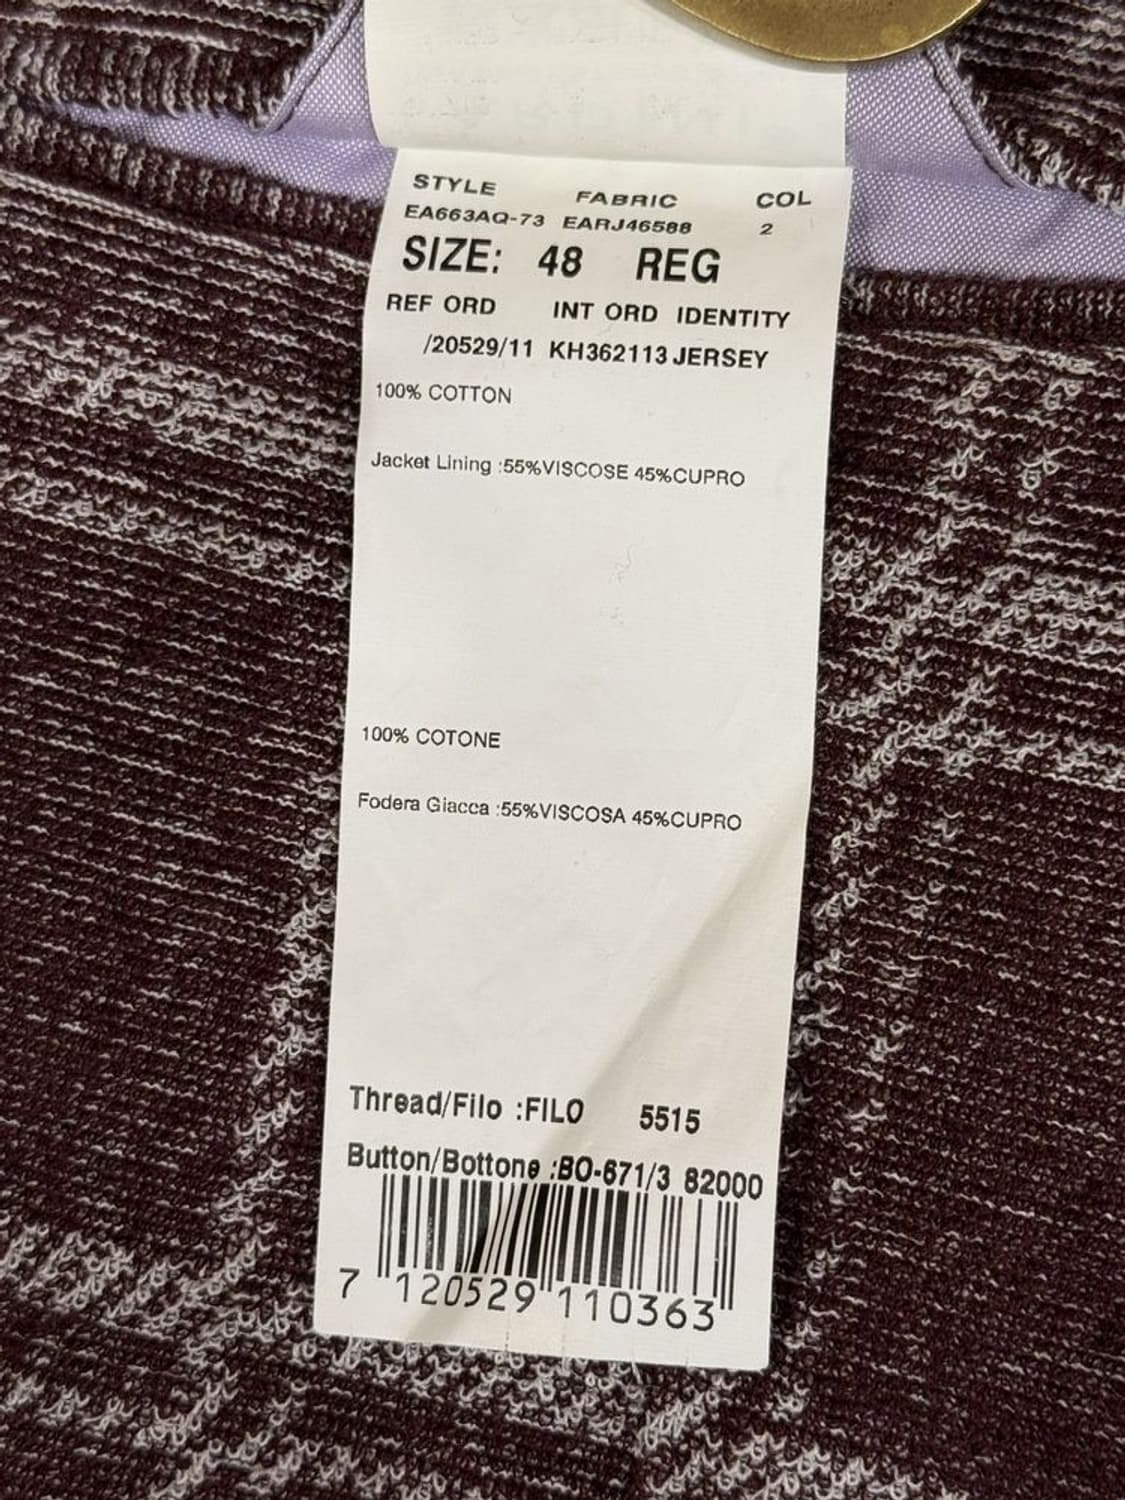 STYLE FABRIC COL
EA663AQ-73 EARJ46588 2
SIZE: 48 REG
REF ORD INT ORD IDENTITY
/20529/11 KH362113 JERSEY
100% COTTON
Jacket Lining :55%VISCOSE 45%CUPRO
100% COTONE
Fodera Giacca :55%VISCOSA 45%CUPRO
Thread/Filo :FILO 5515
Button/Bottone :BO-671/3 82000
7 120529 110363